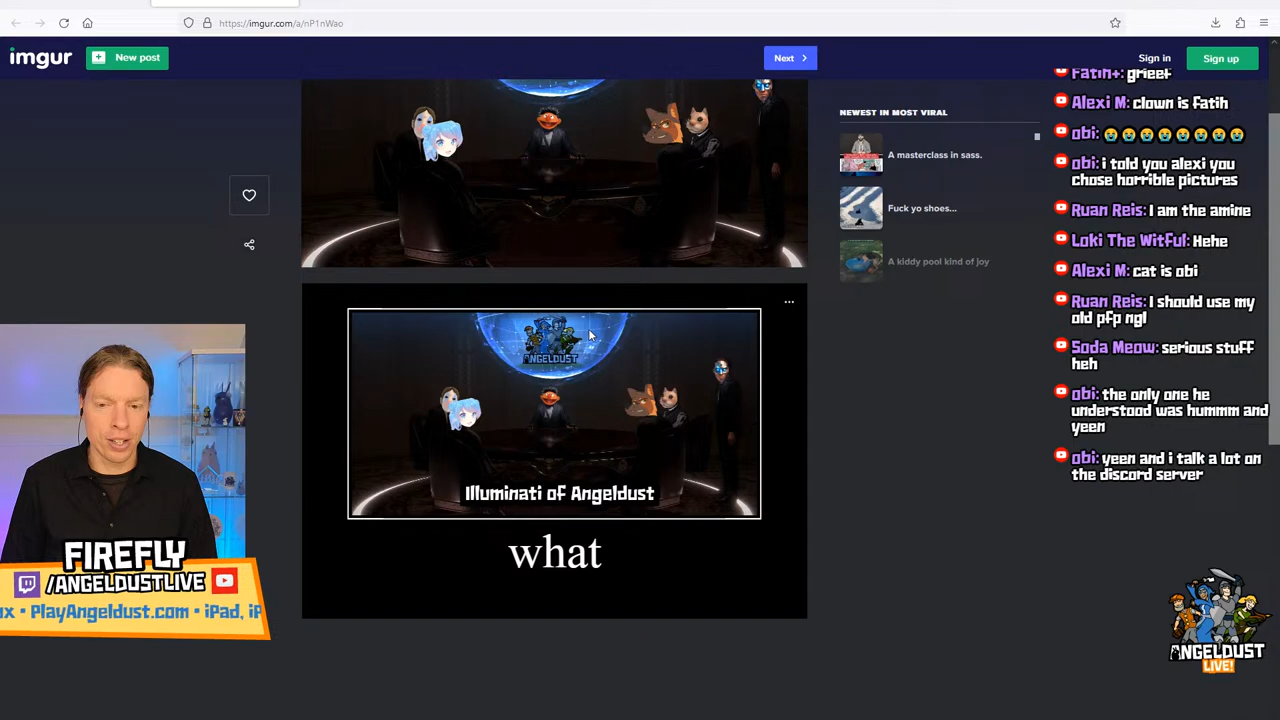 https://imgur.com/a/nP1nWao
imgur
New post
Next
Sign in
Sign up
NEWEST IN MOST VIRAL
A masterclass in sass.
Fuck yo shoes...
A kiddy pool kind of joy
ANGELDUST
Illuminati of Angeldust
what
Fatih+: grieef
Alexi M: clown is fatih
obi: 😭😭😭😭😭😭😭😭
obi: i told you alexi you
chose horrible pictures
Ruan Reis: I am the amine
Loki The Witful: Hehe
Alexi M: cat is obi
Ruan Reis: I should use my
old pfp ngl
Soda Meow: serious stuff
heh
obi: the only one he
understood was hummm and
yeen
obi: yeen and i talk a lot on
the discord server
FIREFLY
/ANGELDUSTLIVE
ux • PlayAngeldust.com • iPad, iP
ANGELDUST
LIVE!